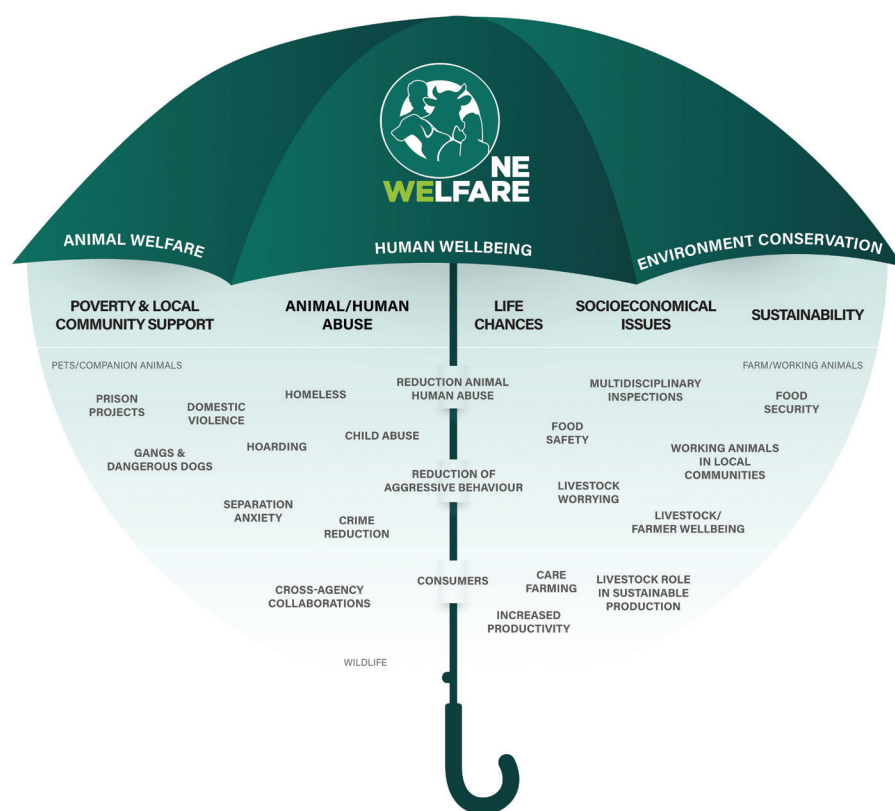 NE
WELFARE
ANIMAL WELFARE
HUMAN WELLBEING
ENVIRONMENT CONSERVATION
POVERTY & LOCAL
COMMUNITY SUPPORT
ANIMAL/HUMAN
ABUSE
LIFE
CHANCES
SOCIOECONOMICAL
ISSUES
SUSTAINABILITY
PETS/COMPANION ANIMALS
FARM/WORKING ANIMALS
PRISON
PROJECTS
DOMESTIC
VIOLENCE
HOMELESS
REDUCTION ANIMAL
HUMAN ABUSE
MULTIDISCIPLINARY
INSPECTIONS
FOOD
SECURITY
GANGS &
DANGEROUS DOGS
HOARDING
CHILD ABUSE
FOOD
SAFETY
WORKING ANIMALS
IN LOCAL
COMMUNITIES
REDUCTION OF
AGGRESSIVE BEHAVIOUR
LIVESTOCK
WORRYING
SEPARATION
ANXIETY
CRIME
REDUCTION
LIVESTOCK/
FARMER WELLBEING
CROSS-AGENCY
COLLABORATIONS
CONSUMERS
CARE
FARMING
LIVESTOCK ROLE
IN SUSTAINABLE
PRODUCTION
INCREASED
PRODUCTIVITY
WILDLIFE